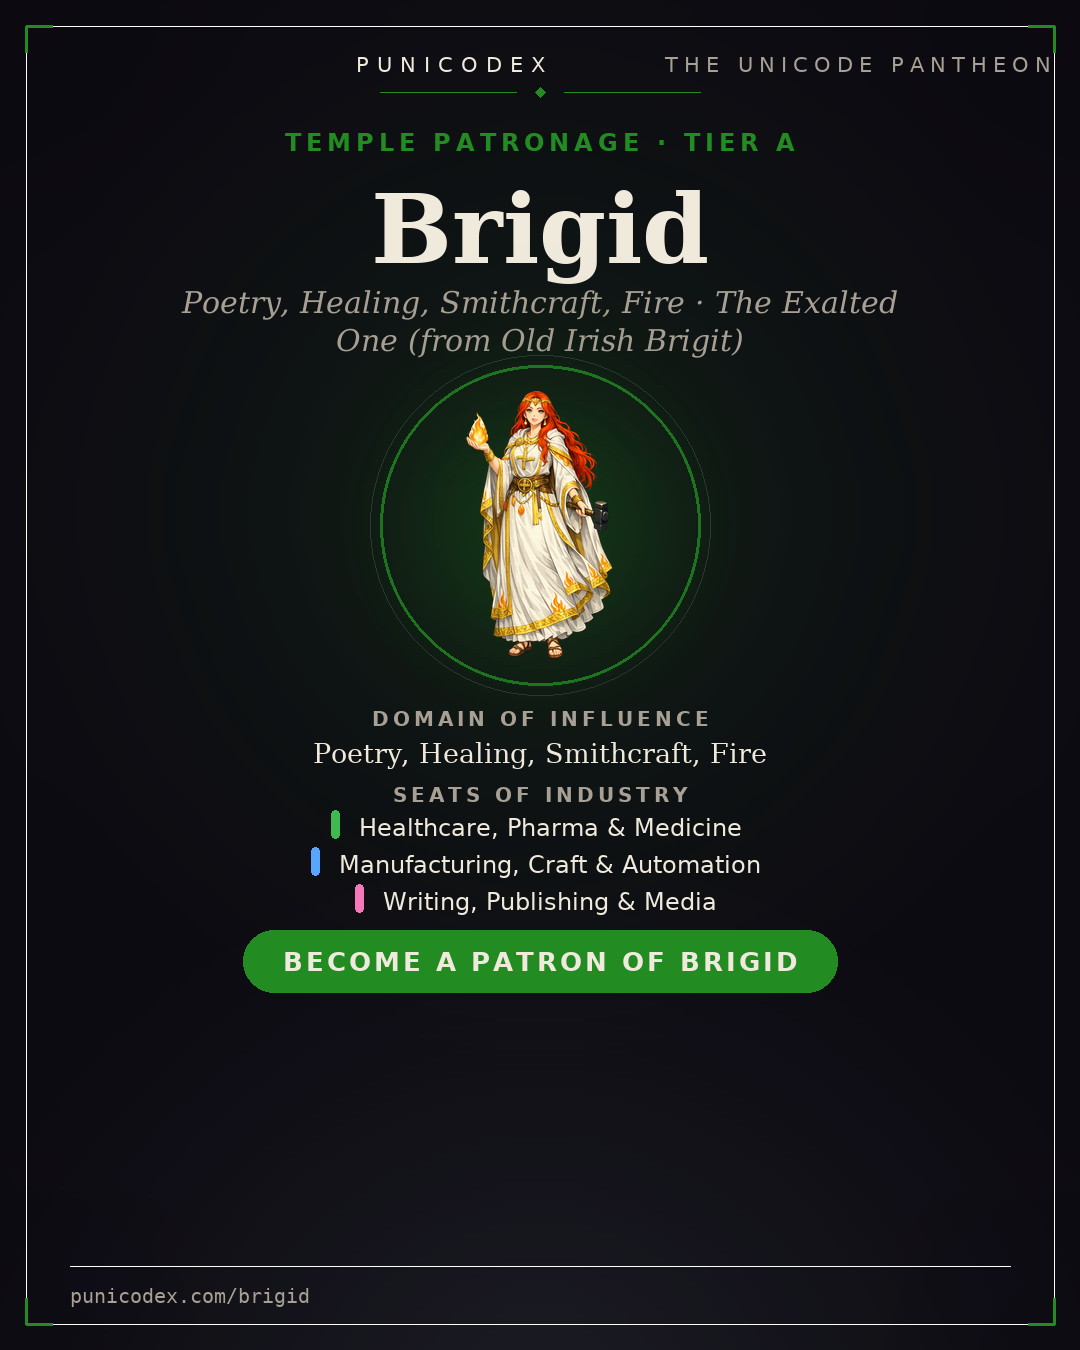 PUNICODEX THE UNICODE PANTHEON
TEMPLE PATRONAGE · TIER A
Brigid
Poetry, Healing, Smithcraft, Fire · The Exalted
One (from Old Irish Brigit)
DOMAIN OF INFLUENCE
Poetry, Healing, Smithcraft, Fire
SEATS OF INDUSTRY
Healthcare, Pharma & Medicine
Manufacturing, Craft & Automation
Writing, Publishing & Media
BECOME A PATRON OF BRIGID
punicodex.com/brigid